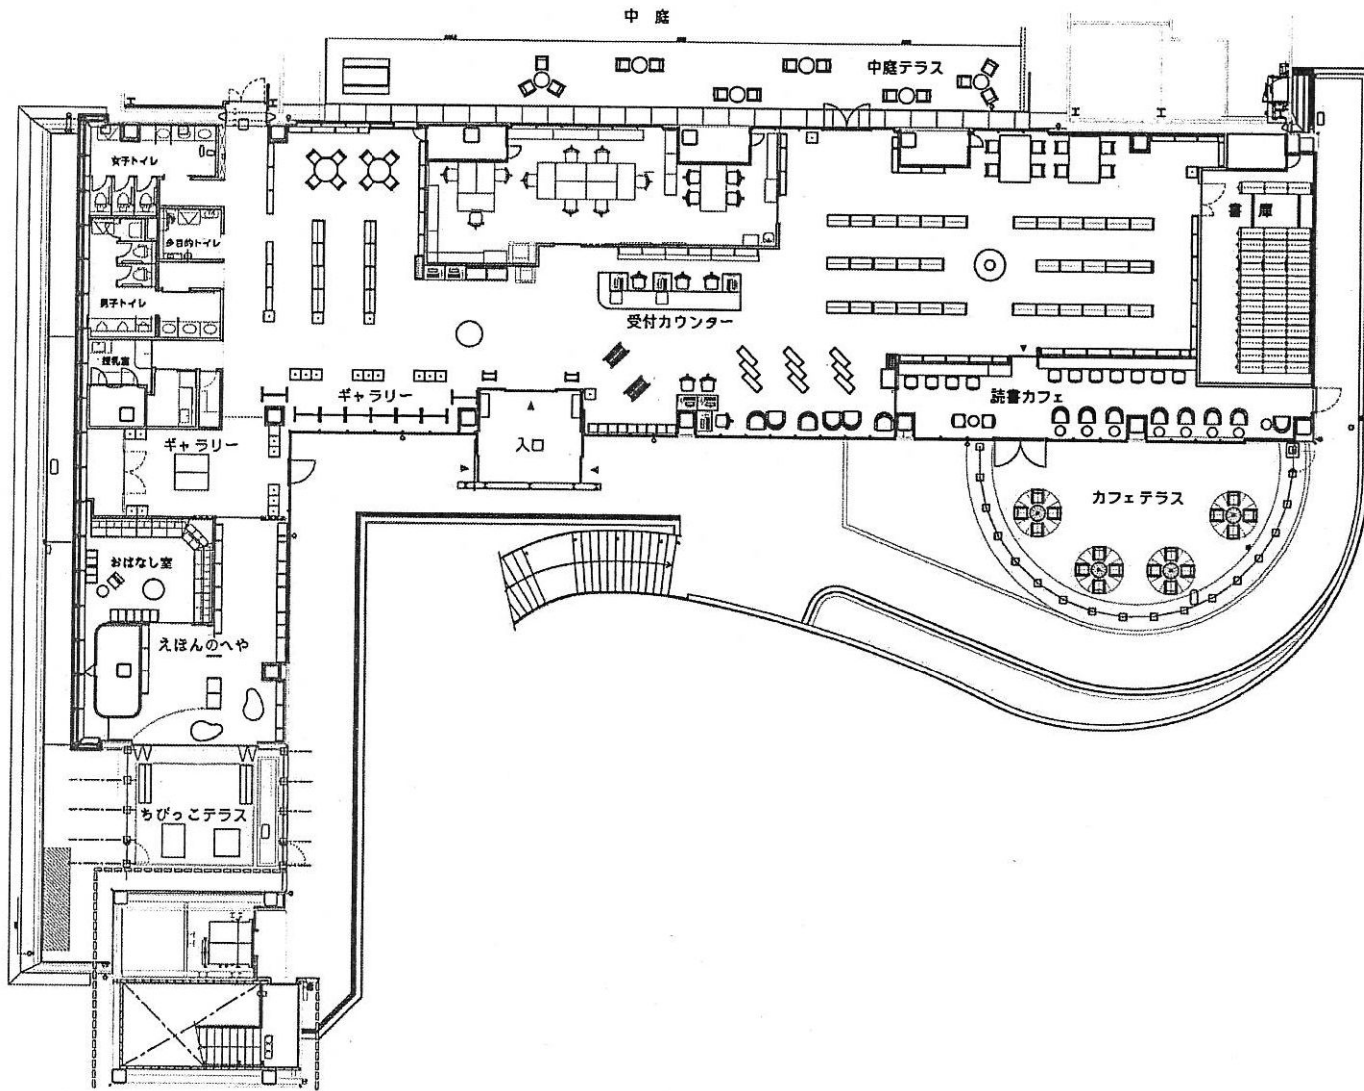 中 庭
中庭テラス
女子トイレ
書 庫
多目的トイレ
男子トイレ
受付カウンター
授乳室
ギャラリー
読書カフェ
ギャラリー
入口
カフェテラス
おはなし室
えほんのへや
ちびっこテラス